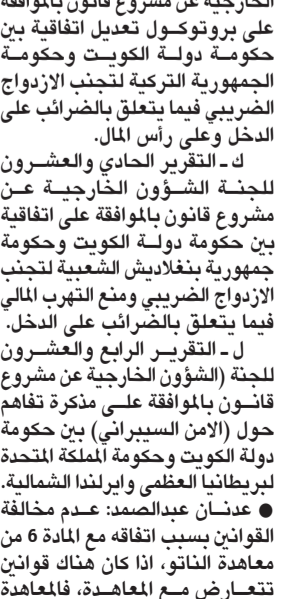 الخارجية عن مشروع قانون بالموافقة
على بروتوكول تعديل اتفاقية بين
حكومة دولة الكويت وحكومة
الجمهورية التركية لتجنب الازدواج
الضريبي فيما يتعلق بالضرائب على
الدخل وعلى رأس المال.
ك ـ التقرير الحادي والعشرون
للجنة الشؤون الخارجية عن
مشروع قانون بالموافقة على اتفاقية
بين حكومة دولة الكويت وحكومة
جمهورية بنغلاديش الشعبية لتجنب
الازدواج الضريبي ومنع التهرب المالي
فيما يتعلق بالضرائب على الدخل.
ل ـ التقرير الرابع والعشرون
للجنة (الشؤون الخارجية عن مشروع
قانون بالموافقة على مذكرة تفاهم
حول (الامن السيبراني) بين حكومة
دولة الكويت وحكومة المملكة المتحدة
لبريطانيا العظمى وايرلندا الشمالية.
● عدنان عبدالصمد: عدم مخالفة
القوانين بسبب اتفاقه مع المادة 6 من
معاهدة الناتو، اذا كان هناك قوانين
تتعارض مع المعاهدة، فالمعاهدة